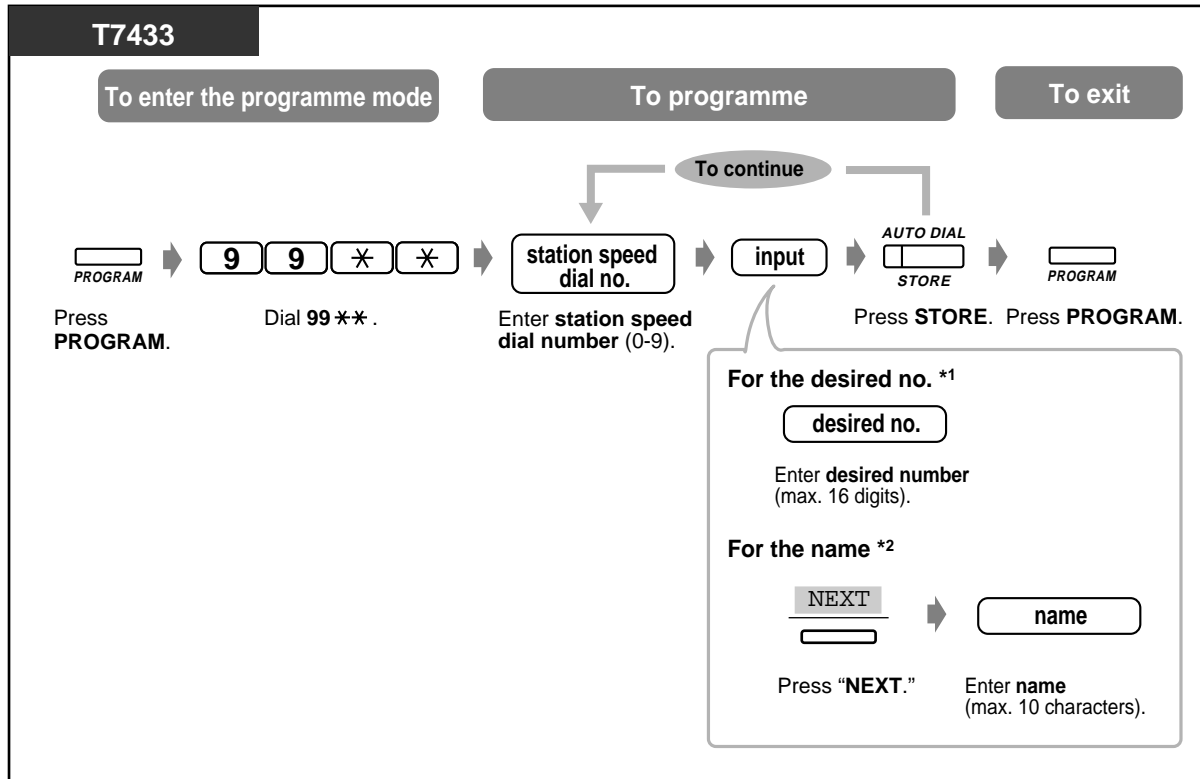 T7433
To enter the programme mode
To programme
To exit
To continue
PROGRAM
9 9 * *
station speed
dial no.
input
AUTO DIAL
STORE
PROGRAM
Press
PROGRAM.
Dial 99 ** .
Enter station speed
dial number (0-9).
Press STORE.
Press PROGRAM.
For the desired no. *1
desired no.
Enter desired number
(max. 16 digits).
For the name *2
NEXT
name
Press “NEXT.”
Enter name
(max. 10 characters).